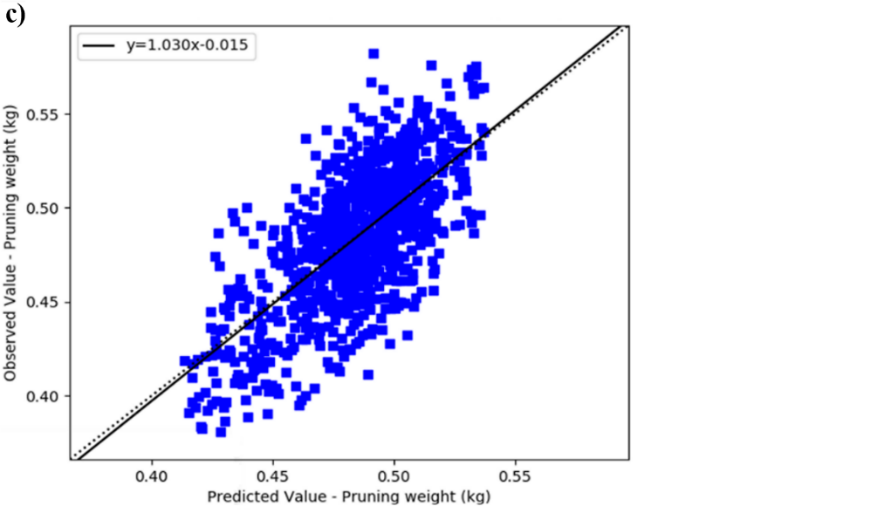 c)
y=1.030x-0.015
0.55
0.50
0.45
0.40
Observed Value - Pruning weight (kg)
0.40 0.45 0.50 0.55
Predicted Value - Pruning weight (kg)